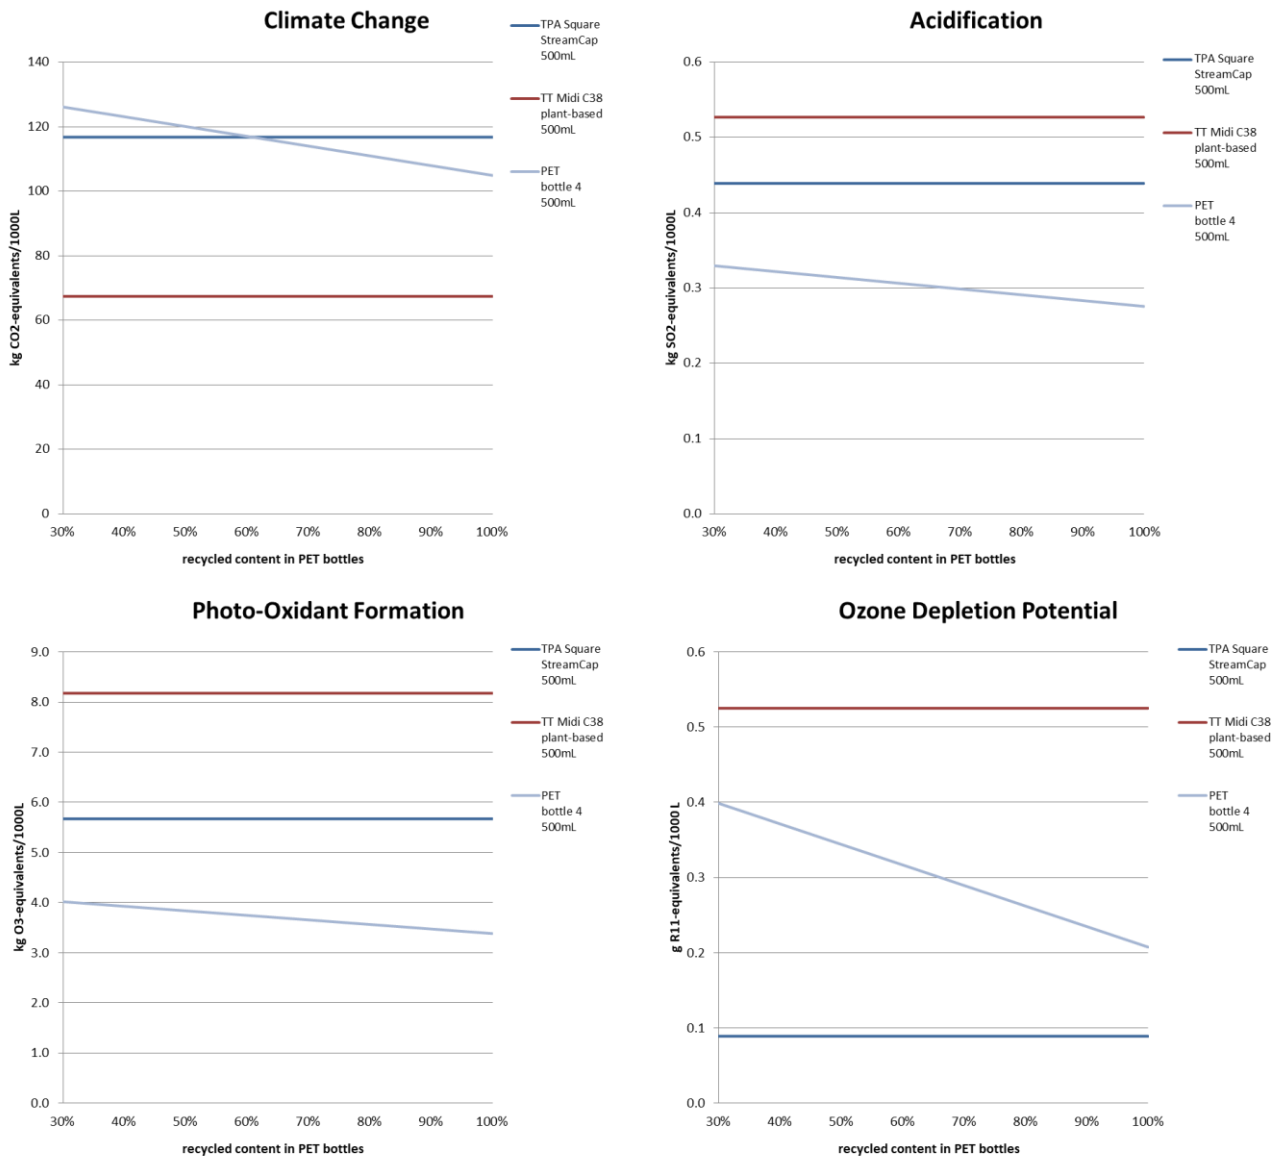 Climate Change
TPA Square
StreamCap
500mL
TT Midi C38
plant-based
500mL
PET
bottle 4
500mL
kg CO2-equivalents/1000L
140
120
100
80
60
40
20
0
30% 40% 50% 60% 70% 80% 90% 100%
recycled content in PET bottles
Acidification
TPA Square
StreamCap
500mL
TT Midi C38
plant-based
500mL
PET
bottle 4
500mL
kg SO2-equivalents/1000L
0.6
0.5
0.4
0.3
0.2
0.1
0.0
30% 40% 50% 60% 70% 80% 90% 100%
recycled content in PET bottles
Photo-Oxidant Formation
TPA Square
StreamCap
500mL
TT Midi C38
plant-based
500mL
PET
bottle 4
500mL
kg O3-equivalents/1000L
9.0
8.0
7.0
6.0
5.0
4.0
3.0
2.0
1.0
0.0
30% 40% 50% 60% 70% 80% 90% 100%
recycled content in PET bottles
Ozone Depletion Potential
TPA Square
StreamCap
500mL
TT Midi C38
plant-based
500mL
PET
bottle 4
500mL
g R11-equivalents/1000 L
0.6
0.5
0.4
0.3
0.2
0.1
0.0
30% 40% 50% 60% 70% 80% 90% 100%
recycled content in PET bottles